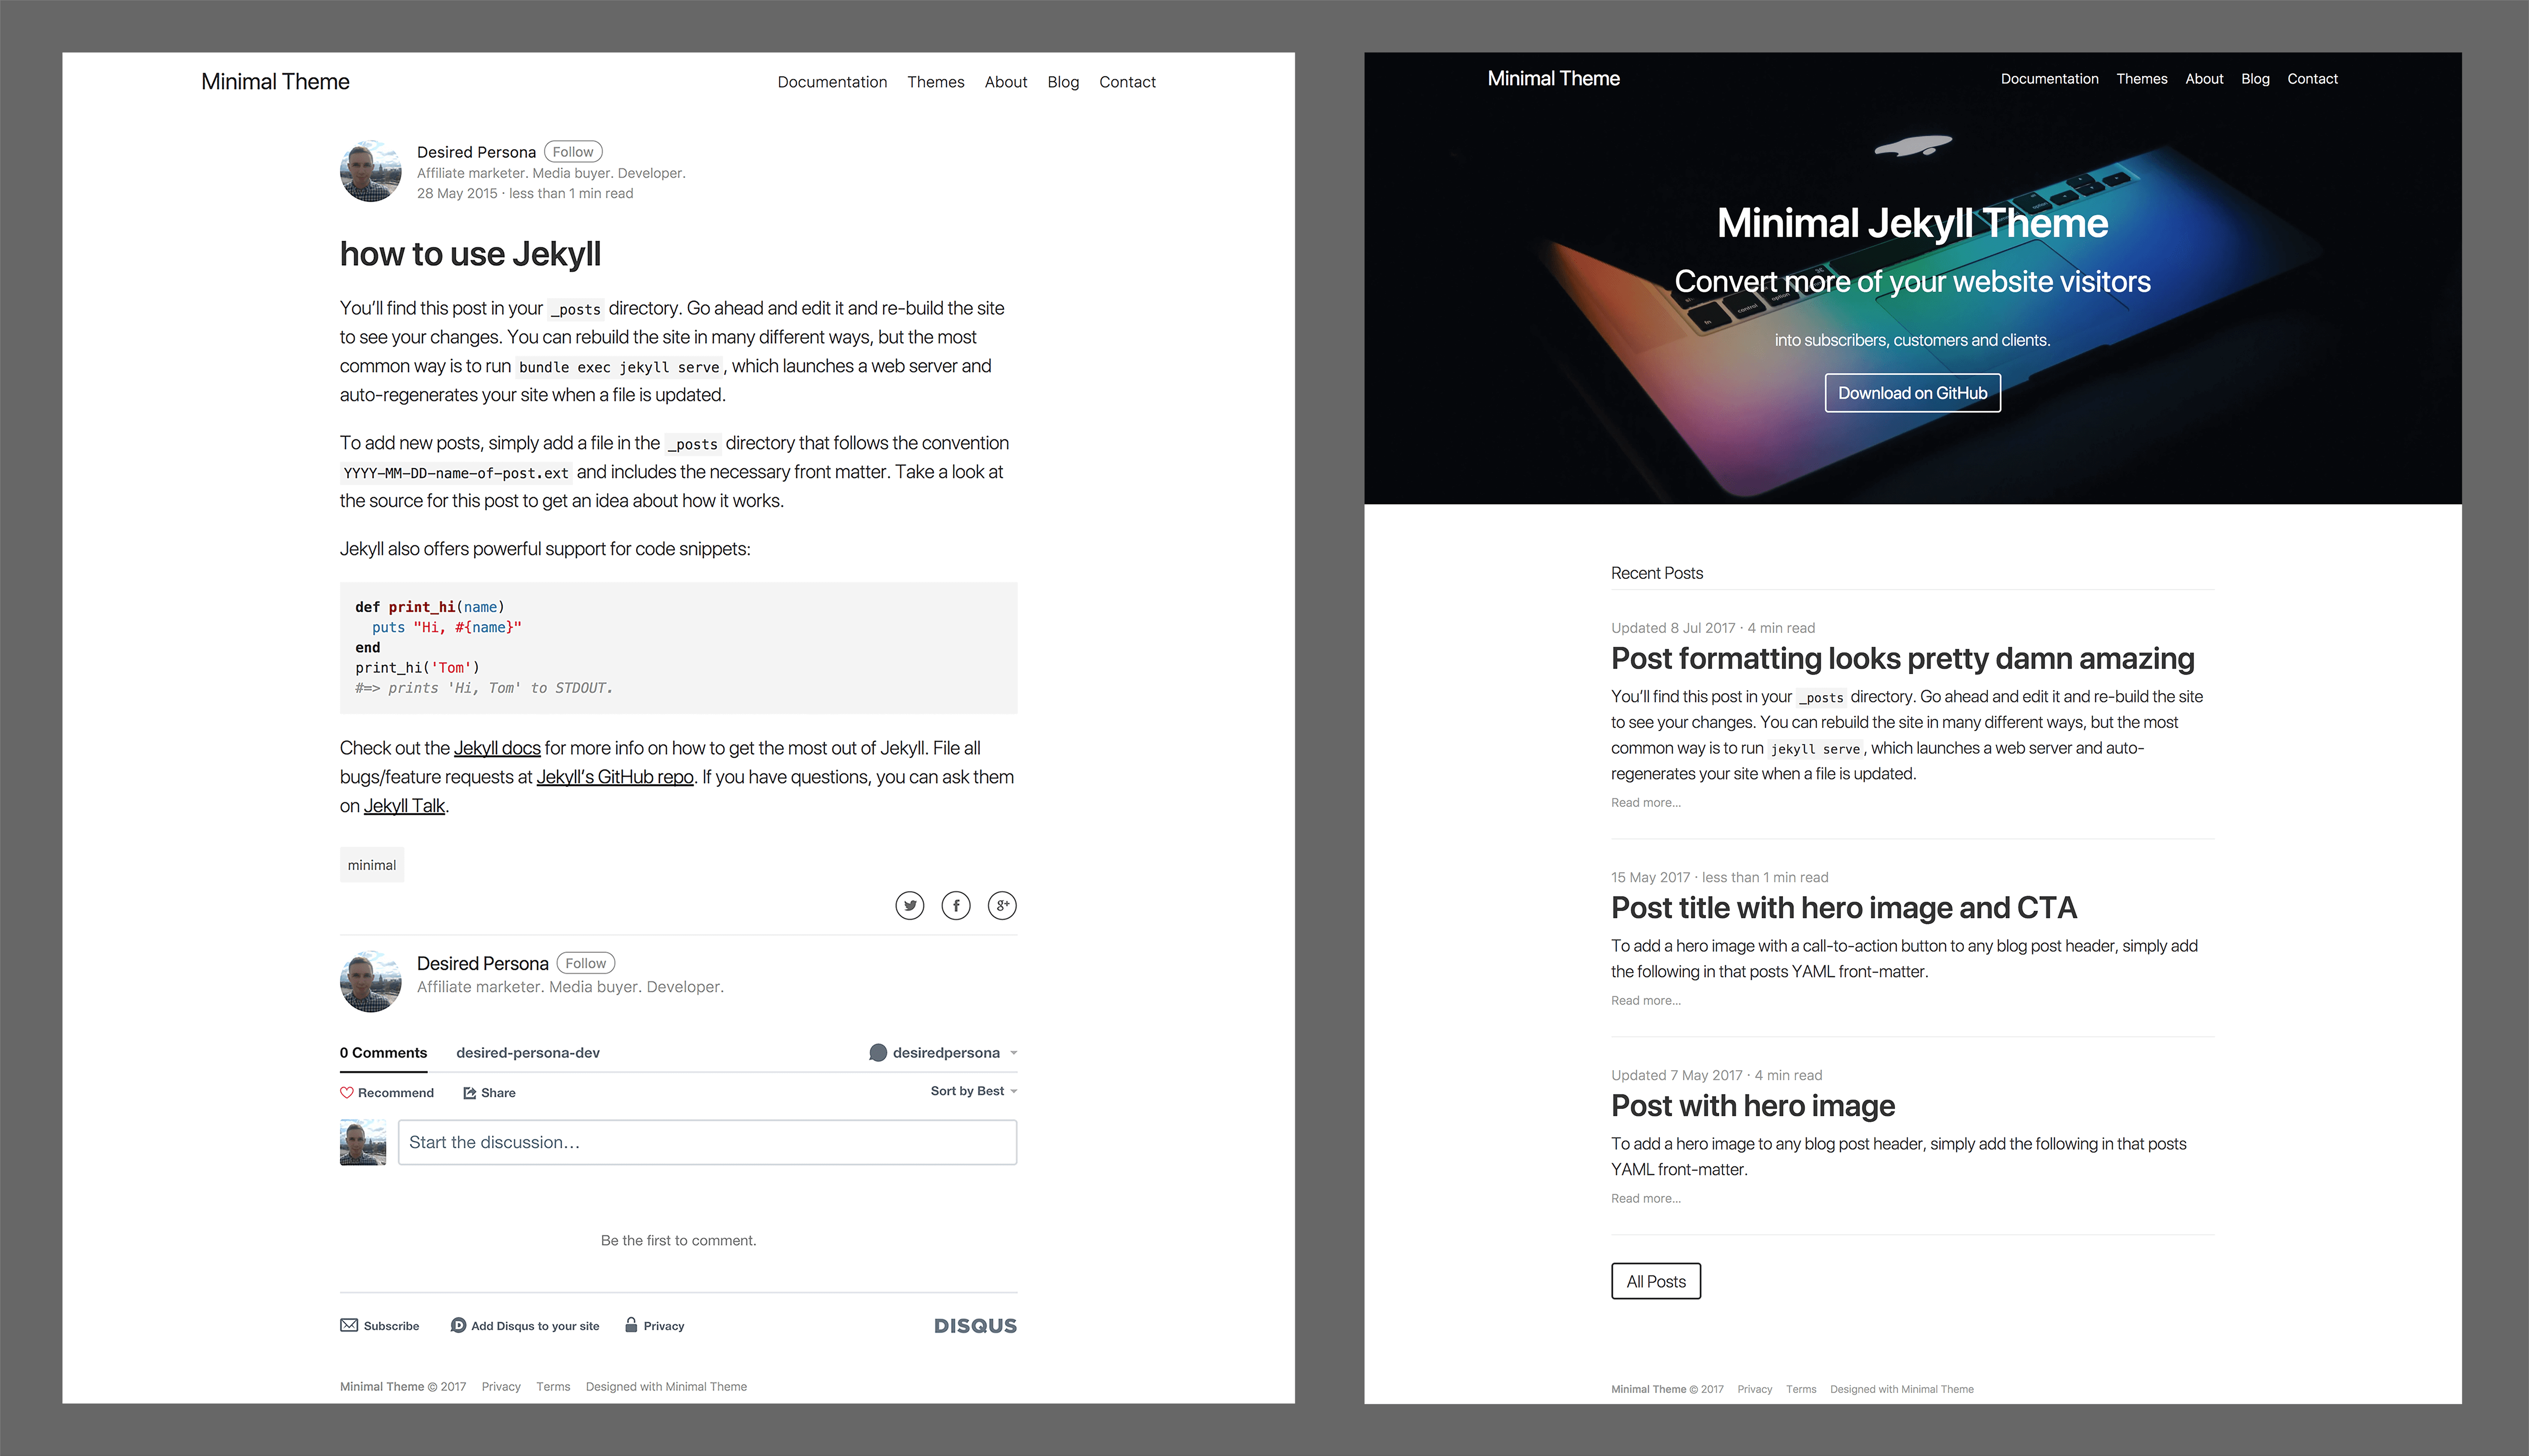 Minimal Theme
Documentation Themes About Blog Contact
Desired Persona Follow
Affiliate marketer. Media buyer. Developer.
28 May 2015 · less than 1 min read
how to use Jekyll
You’ll find this post in your _posts directory. Go ahead and edit it and re-build the site
to see your changes. You can rebuild the site in many different ways, but the most
common way is to run bundle exec jekyll serve, which launches a web server and
auto-regenerates your site when a file is updated.
To add new posts, simply add a file in the _posts directory that follows the convention
YYYY-MM-DD-name-of-post.ext and includes the necessary front matter. Take a look at
the source for this post to get an idea about how it works.
Jekyll also offers powerful support for code snippets:
def print_hi(name)
  puts "Hi, #{name}"
end
print_hi('Tom')
#=> prints 'Hi, Tom' to STDOUT.
Check out the Jekyll docs for more info on how to get the most out of Jekyll. File all
bugs/feature requests at Jekyll’s GitHub repo. If you have questions, you can ask them
on Jekyll Talk.
minimal
f g+
Desired Persona Follow
Affiliate marketer. Media buyer. Developer.
0 Comments desired-persona-dev desiredpersona
Recommend Share Sort by Best
Start the discussion…
Be the first to comment.
Subscribe D Add Disqus to your site Privacy DISQUS
Minimal Theme © 2017 Privacy Terms Designed with Minimal Theme
Minimal Theme
Documentation Themes About Blog Contact
Minimal Jekyll Theme
Convert more of your website visitors
into subscribers, customers and clients.
Download on GitHub
fn control option
option
Recent Posts
Updated 8 Jul 2017 · 4 min read
Post formatting looks pretty damn amazing
You’ll find this post in your _posts directory. Go ahead and edit it and re-build the site
to see your changes. You can rebuild the site in many different ways, but the most
common way is to run jekyll serve, which launches a web server and auto-
regenerates your site when a file is updated.
Read more...
15 May 2017 · less than 1 min read
Post title with hero image and CTA
To add a hero image with a call-to-action button to any blog post header, simply add
the following in that posts YAML front-matter.
Read more...
Updated 7 May 2017 · 4 min read
Post with hero image
To add a hero image to any blog post header, simply add the following in that posts
YAML front-matter.
Read more...
All Posts
Minimal Theme © 2017 Privacy Terms Designed with Minimal Theme